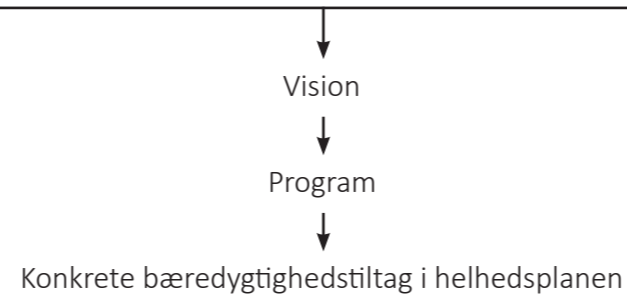 Vision
Program
Konkrete bæredygtighedstiltag i helhedsplanen